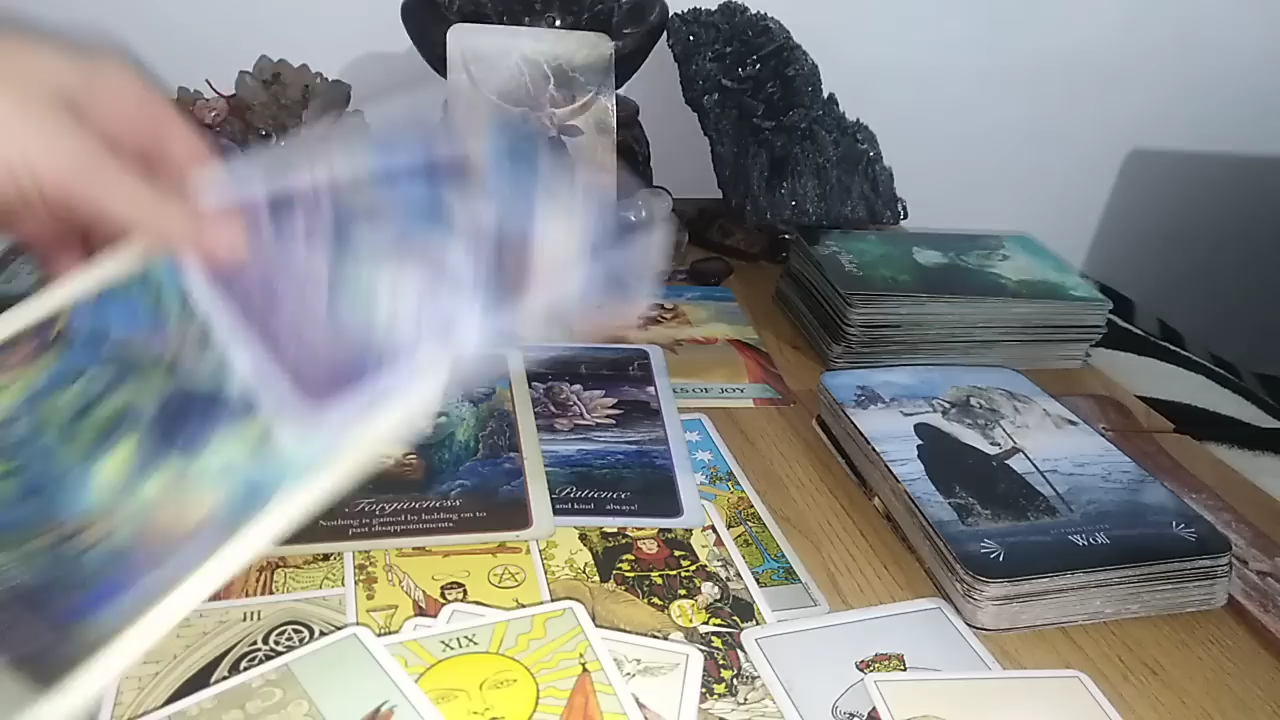 KS OF JOY
Forgiveness
Nothing is gained by holding on to
past disappointments.
Patience
and kind always!
Wolf
III
XIX